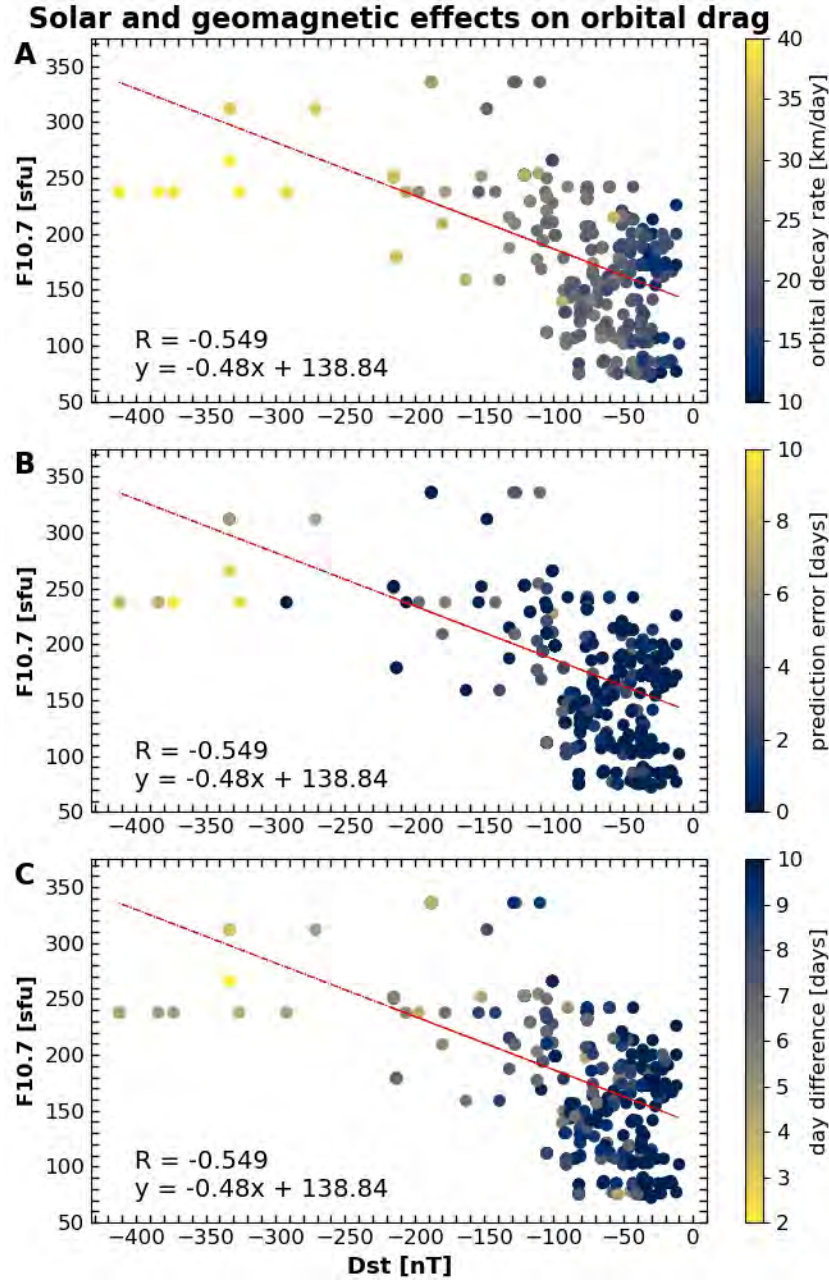 Solar and geomagnetic effects on orbital drag
A
350
300
250
200
150
100
50
F10.7 [sfu]
R = -0.549
y = -0.48x + 138.84
−400 −350 −300 −250 −200 −150 −100 −50 0
40
35
30
25
20
15
10
orbital decay rate [km/day]
B
350
300
250
200
150
100
50
F10.7 [sfu]
R = -0.549
y = -0.48x + 138.84
−400 −350 −300 −250 −200 −150 −100 −50 0
10
8
6
4
2
0
prediction error [days]
C
350
300
250
200
150
100
50
F10.7 [sfu]
R = -0.549
y = -0.48x + 138.84
−400 −350 −300 −250 −200 −150 −100 −50 0
Dst [nT]
10
9
8
7
6
5
4
3
2
day difference [days]